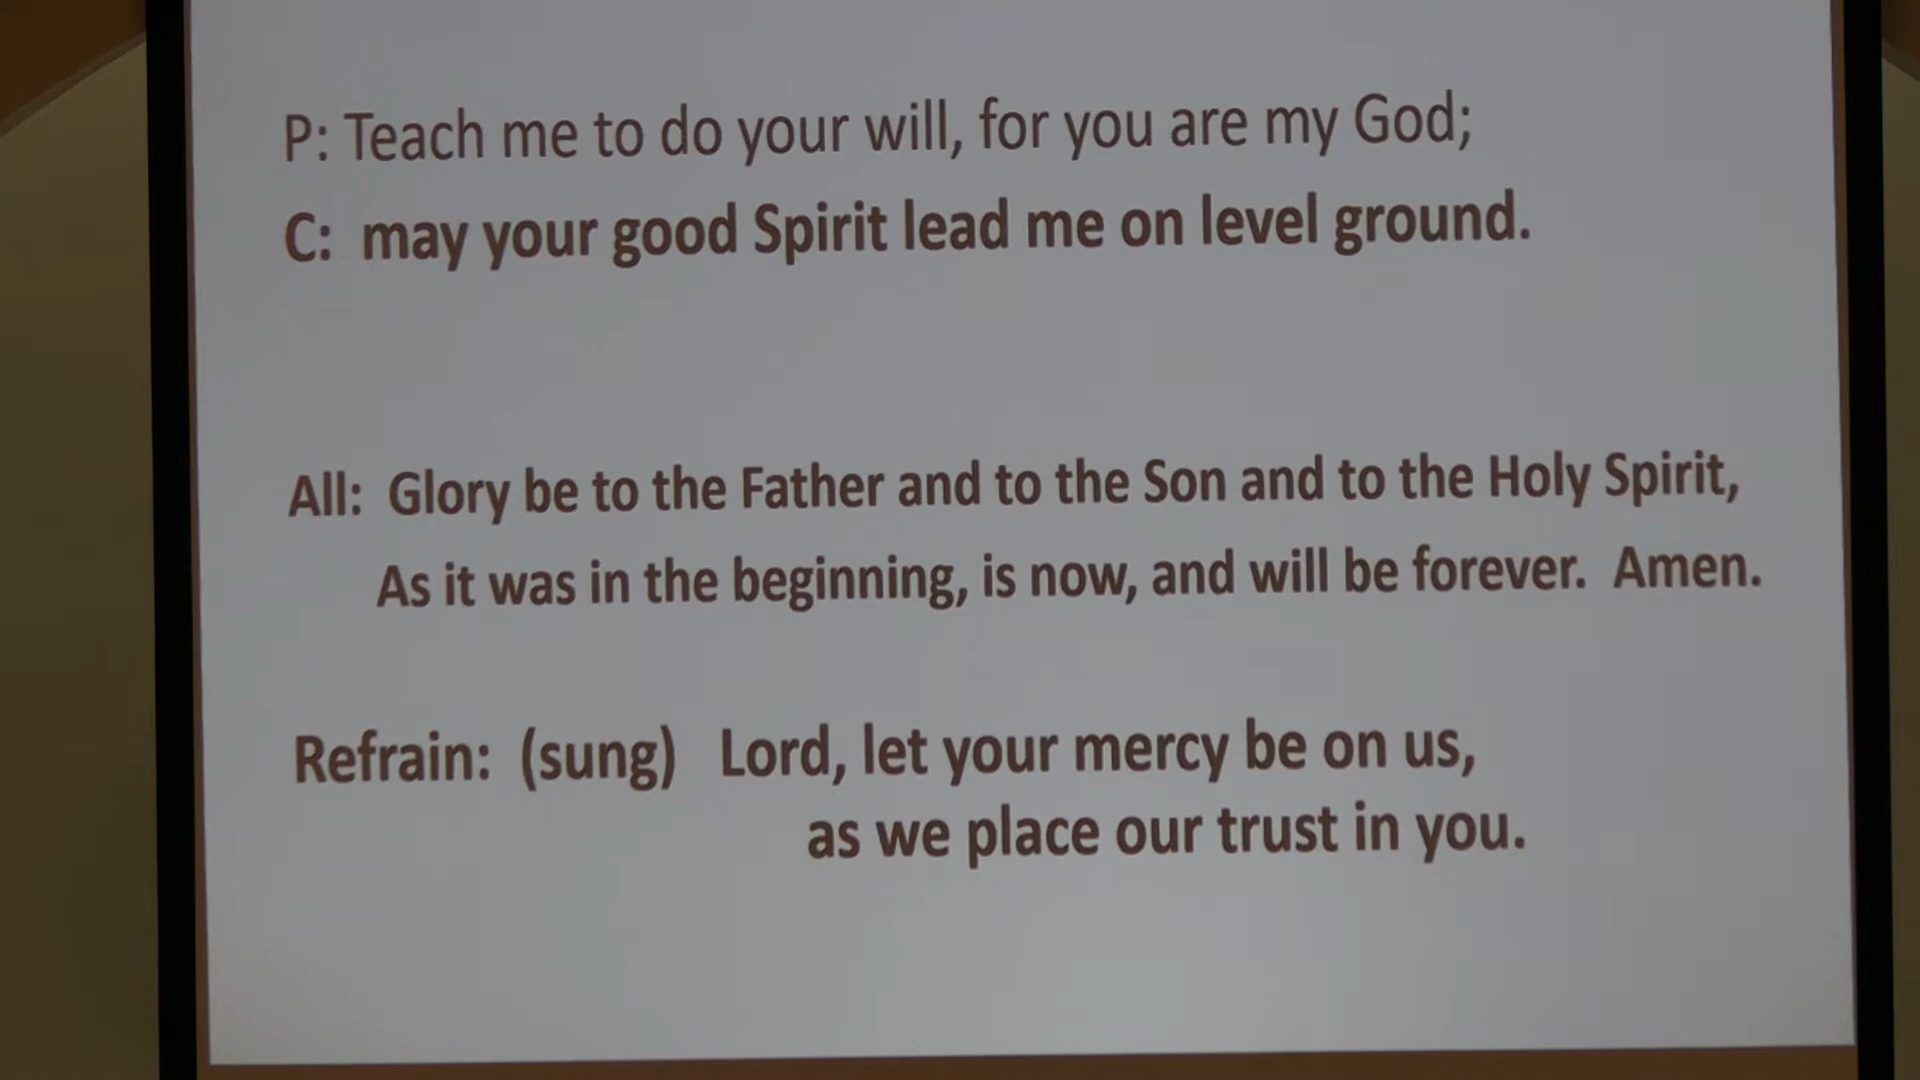 P: Teach me to do your will, for you are my God;
C: may your good Spirit lead me on level ground.
All: Glory be to the Father and to the Son and to the Holy Spirit,
As it was in the beginning, is now, and will be forever. Amen.
Refrain: (sung) Lord, let your mercy be on us,
as we place our trust in you.